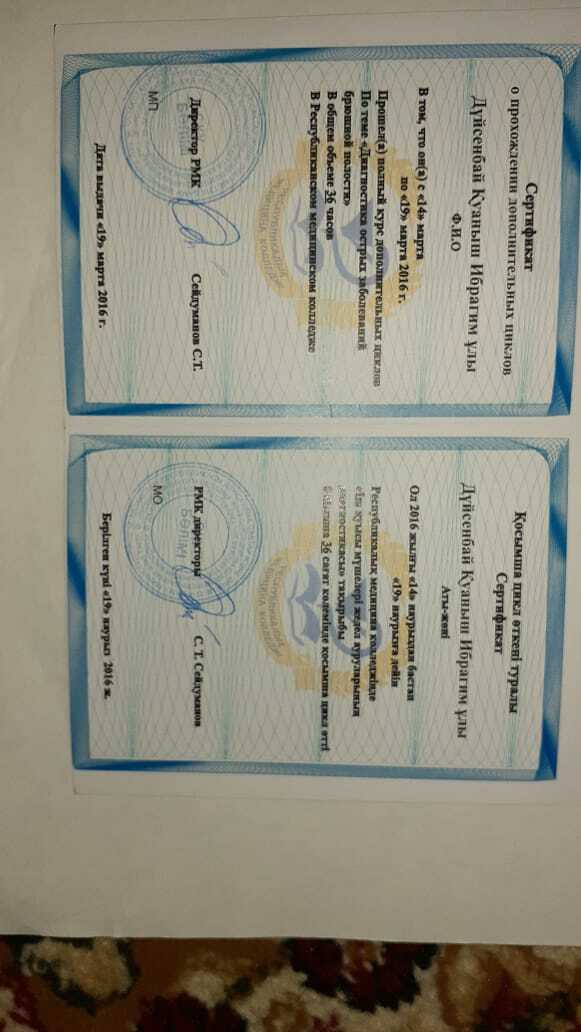 Сертификат
о прохождении дополнительных циклов
Дүйсенбай Қуаныш Ибрагим ұлы
Ф.И.О
В том, что он(а) с «14» марта
по «19» марта 2016 г.
Прошел(а) полный курс дополнительных циклов
По теме «Диагностика острых заболеваний
брюшной полости»
В общем объеме 36 часов
В Республиканском медицинском колледже
Директор РМК Сейдуманов С.Т.
МП
Дата выдачи «19» марта 2016 г.
Қосымша цикл өткені туралы
Сертификат
Дүйсенбай Қуаныш Ибрагим ұлы
Аты-жөні
Ол 2016 жылғы «14» наурыздан бастап
«19» наурызға дейін
Республикалық медицина колледжінде
қуысы мүшелері жедел ауруларының
тақырыбы
36 сағат көлемінде қосымша цикл өтті
РМК директоры С. Т. Сейдуманов
МО
Берілген күні «19» наурыз 2016 ж.